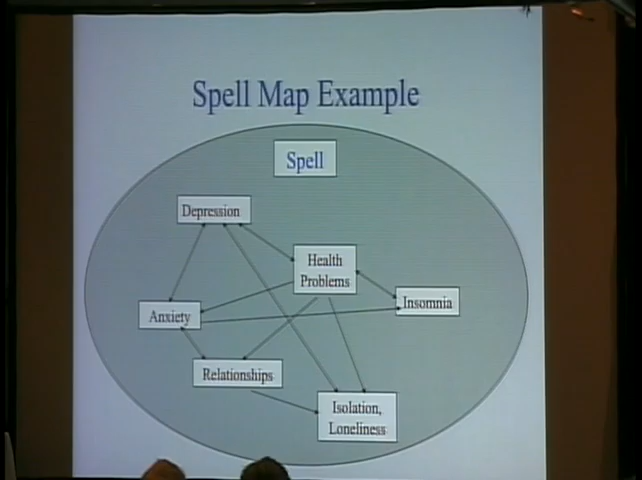 Spell Map Example
Spell
Depression
Health
Problems
Insomnia
Anxiety
Relationships
Isolation,
Loneliness